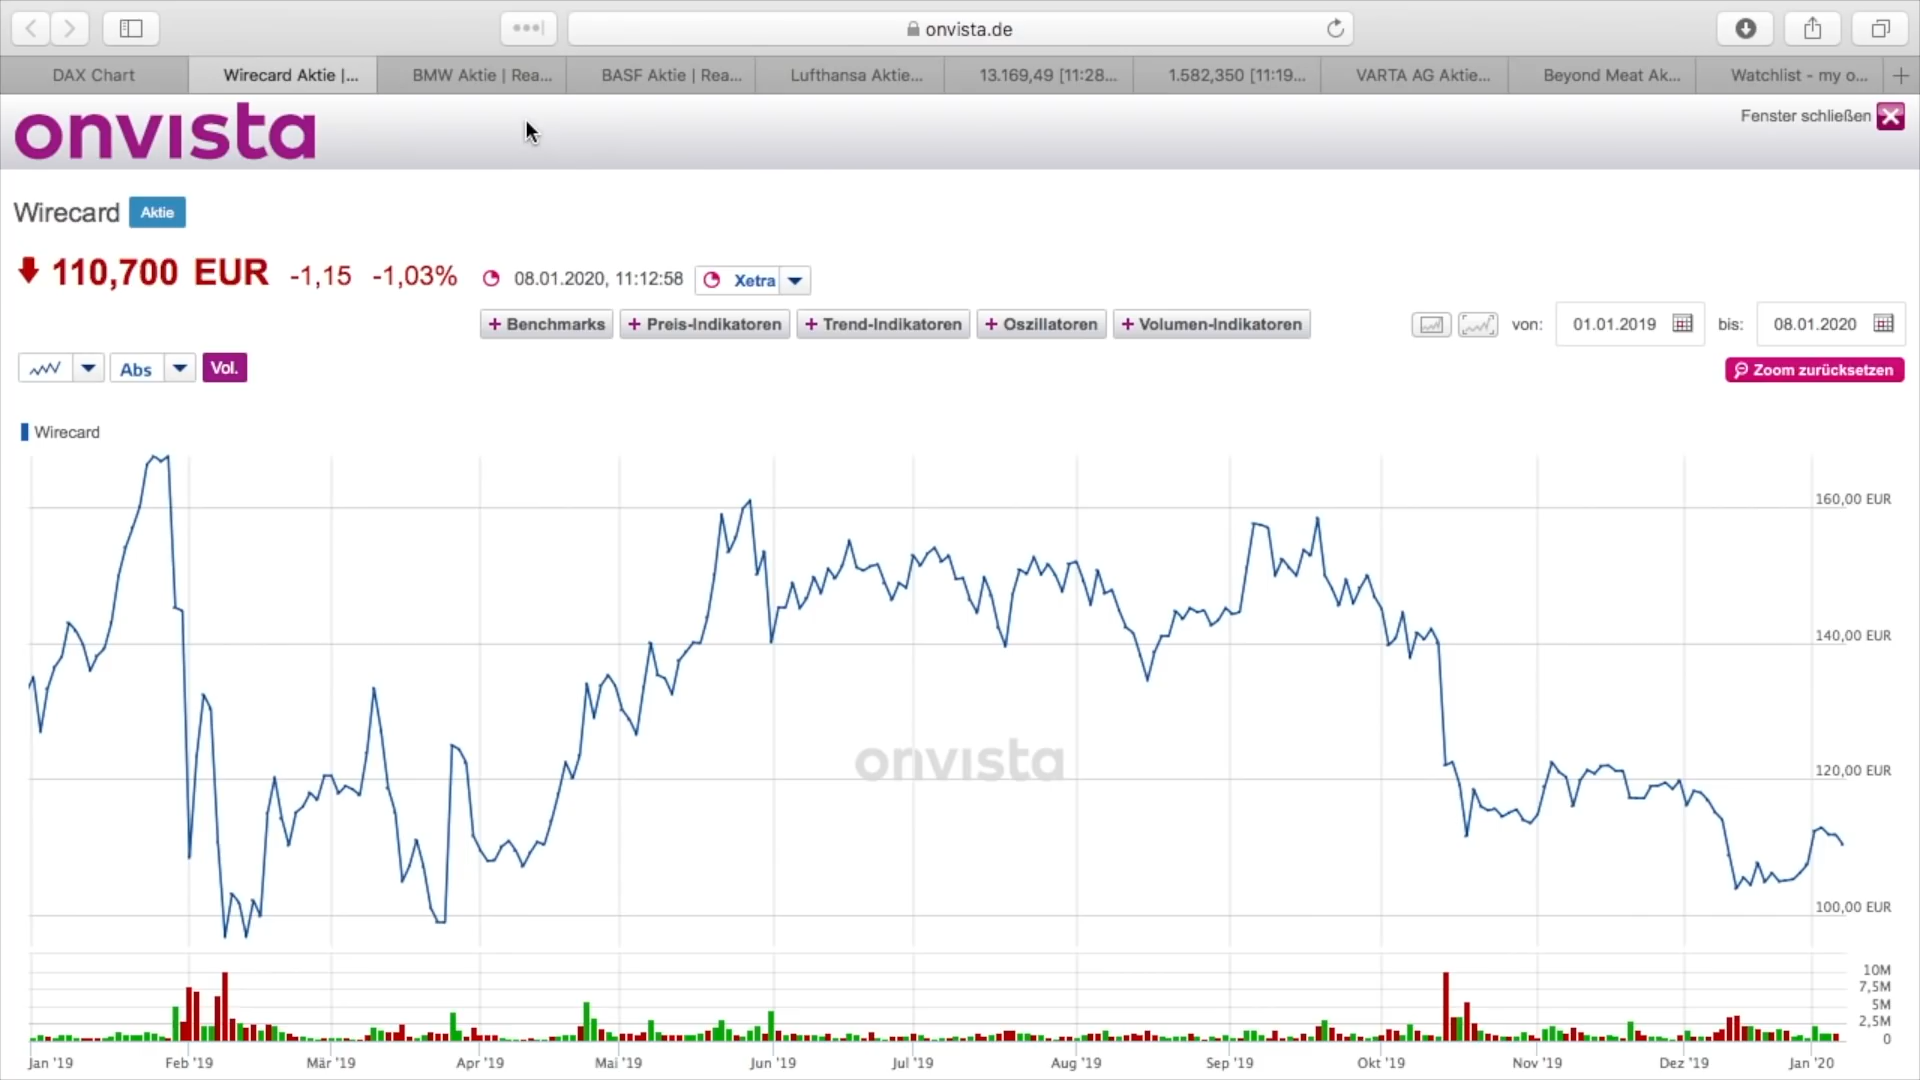 onvista.de
DAX Chart
Wirecard Aktie |...
BMW Aktie | Rea...
BASF Aktie | Rea...
Lufthansa Aktie...
13.169,49 [11:28...
1.582,350 [11:19...
VARTA AG Aktie...
Beyond Meat Ak...
Watchlist - my o...
onvista
Fenster schließen
Wirecard Aktie
110,700 EUR -1,15 -1,03% 08.01.2020, 11:12:58 Xetra
+ Benchmarks + Preis-Indikatoren + Trend-Indikatoren + Oszillatoren + Volumen-Indikatoren von: 01.01.2019 bis: 08.01.2020
Abs Vol. Zoom zurücksetzen
Wirecard
160,00 EUR
140,00 EUR
onvista
120,00 EUR
100,00 EUR
10M
7,5M
5M
2,5M
0
Jan '19 Feb '19 Mär '19 Apr '19 Mai '19 Jun '19 Jul '19 Aug '19 Sep '19 Okt '19 Nov '19 Dez '19 Jan '20